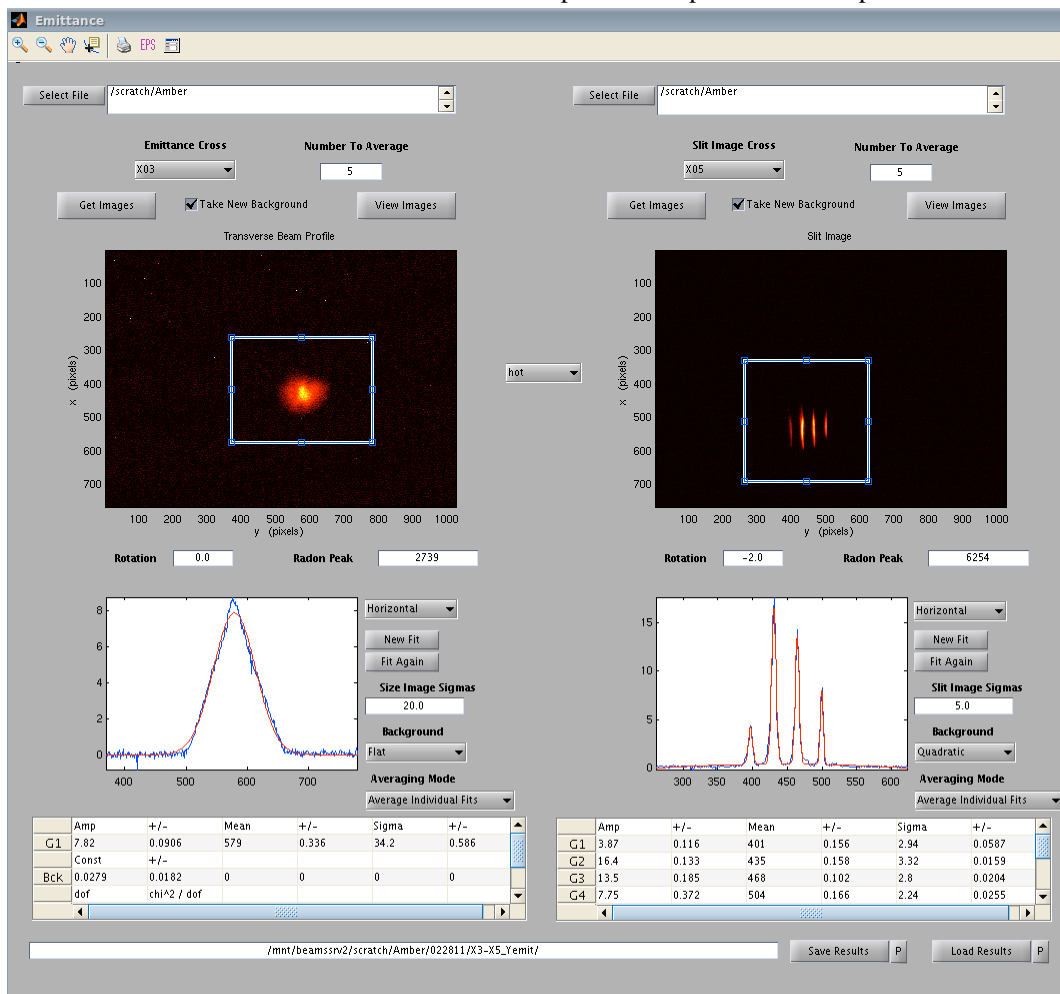 Emittance
EPS
Select File /scratch/Amber
Emittance Cross Number To Average
X03 5
Get Images Take New Background View Images
Transverse Beam Profile
100
200
300
400
500
600
700
x (pixels)
100 200 300 400 500 600 700 800 900 1000
y (pixels)
Rotation 0.0 Radon Peak 2739
hot
Select File /scratch/Amber
Slit Image Cross Number To Average
X05 5
Get Images Take New Background View Images
Slit Image
100
200
300
400
500
600
700
x (pixels)
100 200 300 400 500 600 700 800 900 1000
y (pixels)
Rotation -2.0 Radon Peak 6254
8
6
4
2
0
400 500 600 700
Horizontal
New Fit
Fit Again
Size Image Sigmas
20.0
Background
Flat
Averaging Mode
Average Individual Fits
15
10
5
0
300 350 400 450 500 550 600
Horizontal
New Fit
Fit Again
Slit Image Sigmas
5.0
Background
Quadratic
Averaging Mode
Average Individual Fits
Amp +/- Mean +/- Sigma +/-
G1 7.82 0.0906 579 0.336 34.2 0.586
Const +/-
Bck 0.0279 0.0182 0 0 0 0
dof chi^2 / dof
Amp +/- Mean +/- Sigma +/-
G1 3.87 0.116 401 0.156 2.94 0.0587
G2 16.4 0.133 435 0.158 3.32 0.0159
G3 13.5 0.185 468 0.102 2.8 0.0204
G4 7.75 0.372 504 0.166 2.24 0.0255
/mnt/beamssrv2/scratch/Amber/022811/X3-X5_Yemit/ Save Results P Load Results P